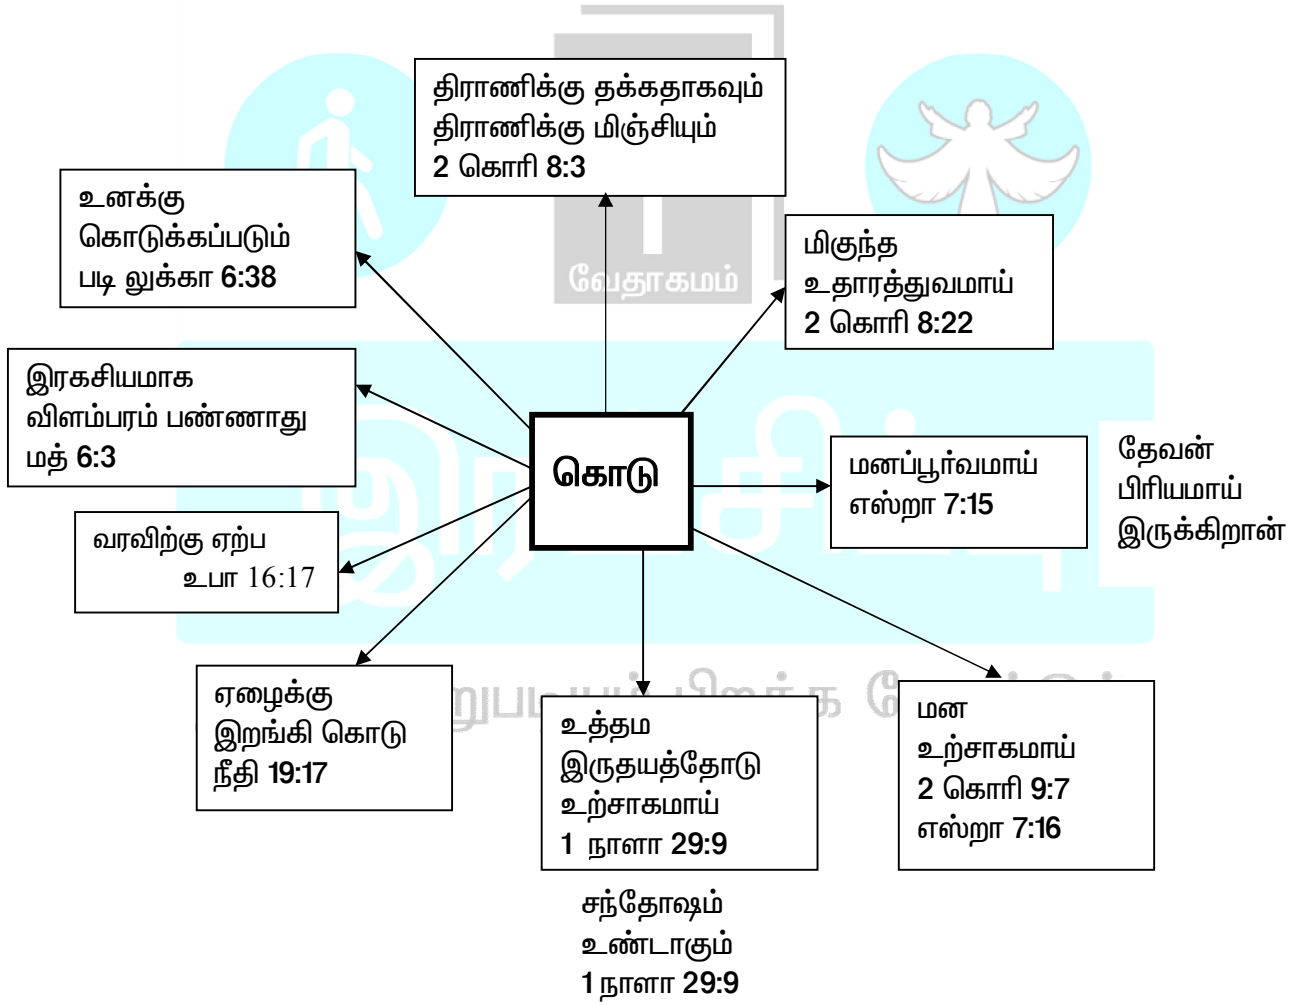 திராணிக்கு தக்கதாகவும்
திராணிக்கு மிஞ்சியும்
2 கொரி 8:3
உனக்கு
கொடுக்கப்படும்
படி லுக்கா 6:38
வேதாகமம்
மிகுந்த
உதாரத்துவமாய்
2 கொரி 8:22
இரகசியமாக
விளம்பரம் பண்ணாது
மத் 6:3
கொடு
மனப்பூர்வமாய்
எஸ்றா 7:15
தேவன்
பிரியமாய்
இருக்கிறான்
வரவிற்கு ஏற்ப
உபா 16:17
ஏழைக்கு
இறங்கி கொடு
நீதி 19:17
உத்தம
இருதயத்தோடு
உற்சாகமாய்
1 நாளா 29:9
மன
உற்சாகமாய்
2 கொரி 9:7
எஸ்றா 7:16
சந்தோஷம்
உண்டாகும்
1 நாளா 29:9